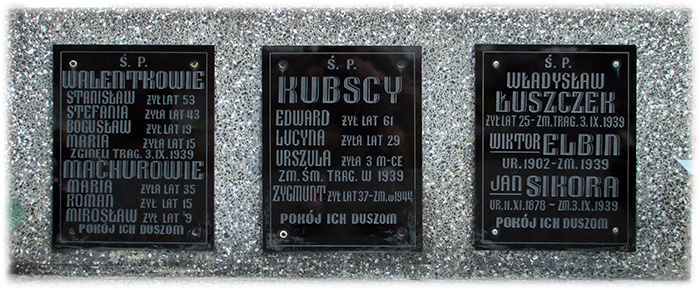 Ś. P.
WALENTKOWIE
STANISŁAW ŻYŁ LAT 53
STEFANIA ŻYŁ LAT 43
BOGUSŁAW ŻYŁ LAT 19
MARIA ŻYŁA LAT 15
ZGINELI TRAG. 3.IX.1939
MACHUROWIE
MARIA ŻYŁA LAT 35
ROMAN ŻYŁ LAT 15
MIROSŁAW ŻYŁ LAT 9
POKÓJ ICH DUSZOM
Ś. P.
KUBSCY
EDWARD ŻYŁ LAT 61
LUCYNA ŻYŁA LAT 29
URSZULA ŻYŁA 3 M-CE
ZM. ŚM. TRAG. W 1939
ZYGMUNT ŻYŁ LAT 37-ZM.W 1944
POKÓJ ICH DUSZOM
Ś. P.
WŁADYSŁAW
ŁUSZCZEK
ŻYŁ LAT 25-ZM.TRAG. 3.IX.1939
WIKTOR ELBIN
UR. 1902-ZM. 1939
JAN SIKORA
UR. 11.XI.1878 - ZM.3.IX.1939
POKÓJ ICH DUSZOM